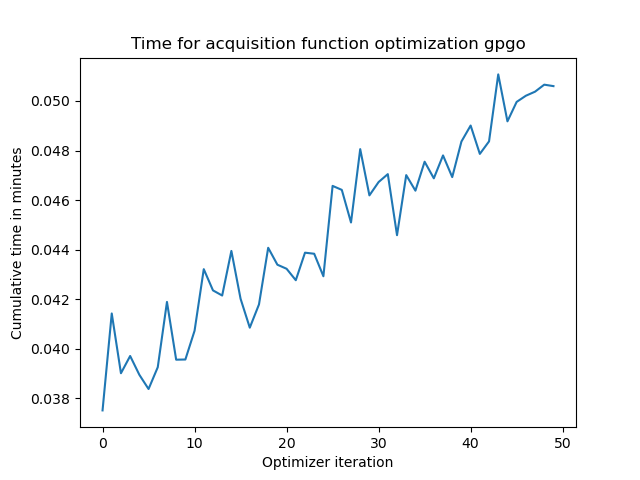 Time for acquisition function optimization gpgo
0.050
0.048
0.046
0.044
0.042
0.040
0.038
Cumulative time in minutes
0 10 20 30 40 50
Optimizer iteration